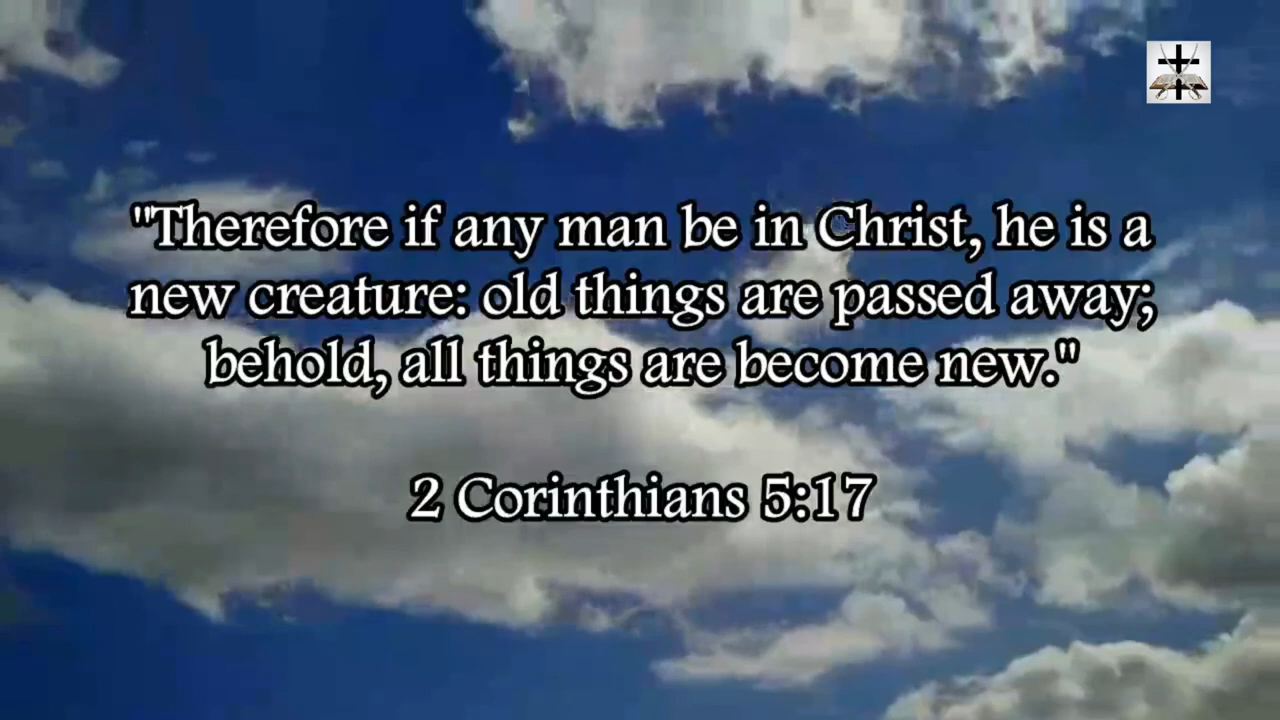 "Therefore if any man be in Christ, he is a
new creature: old things are passed away;
behold, all things are become new."
2 Corinthians 5:17